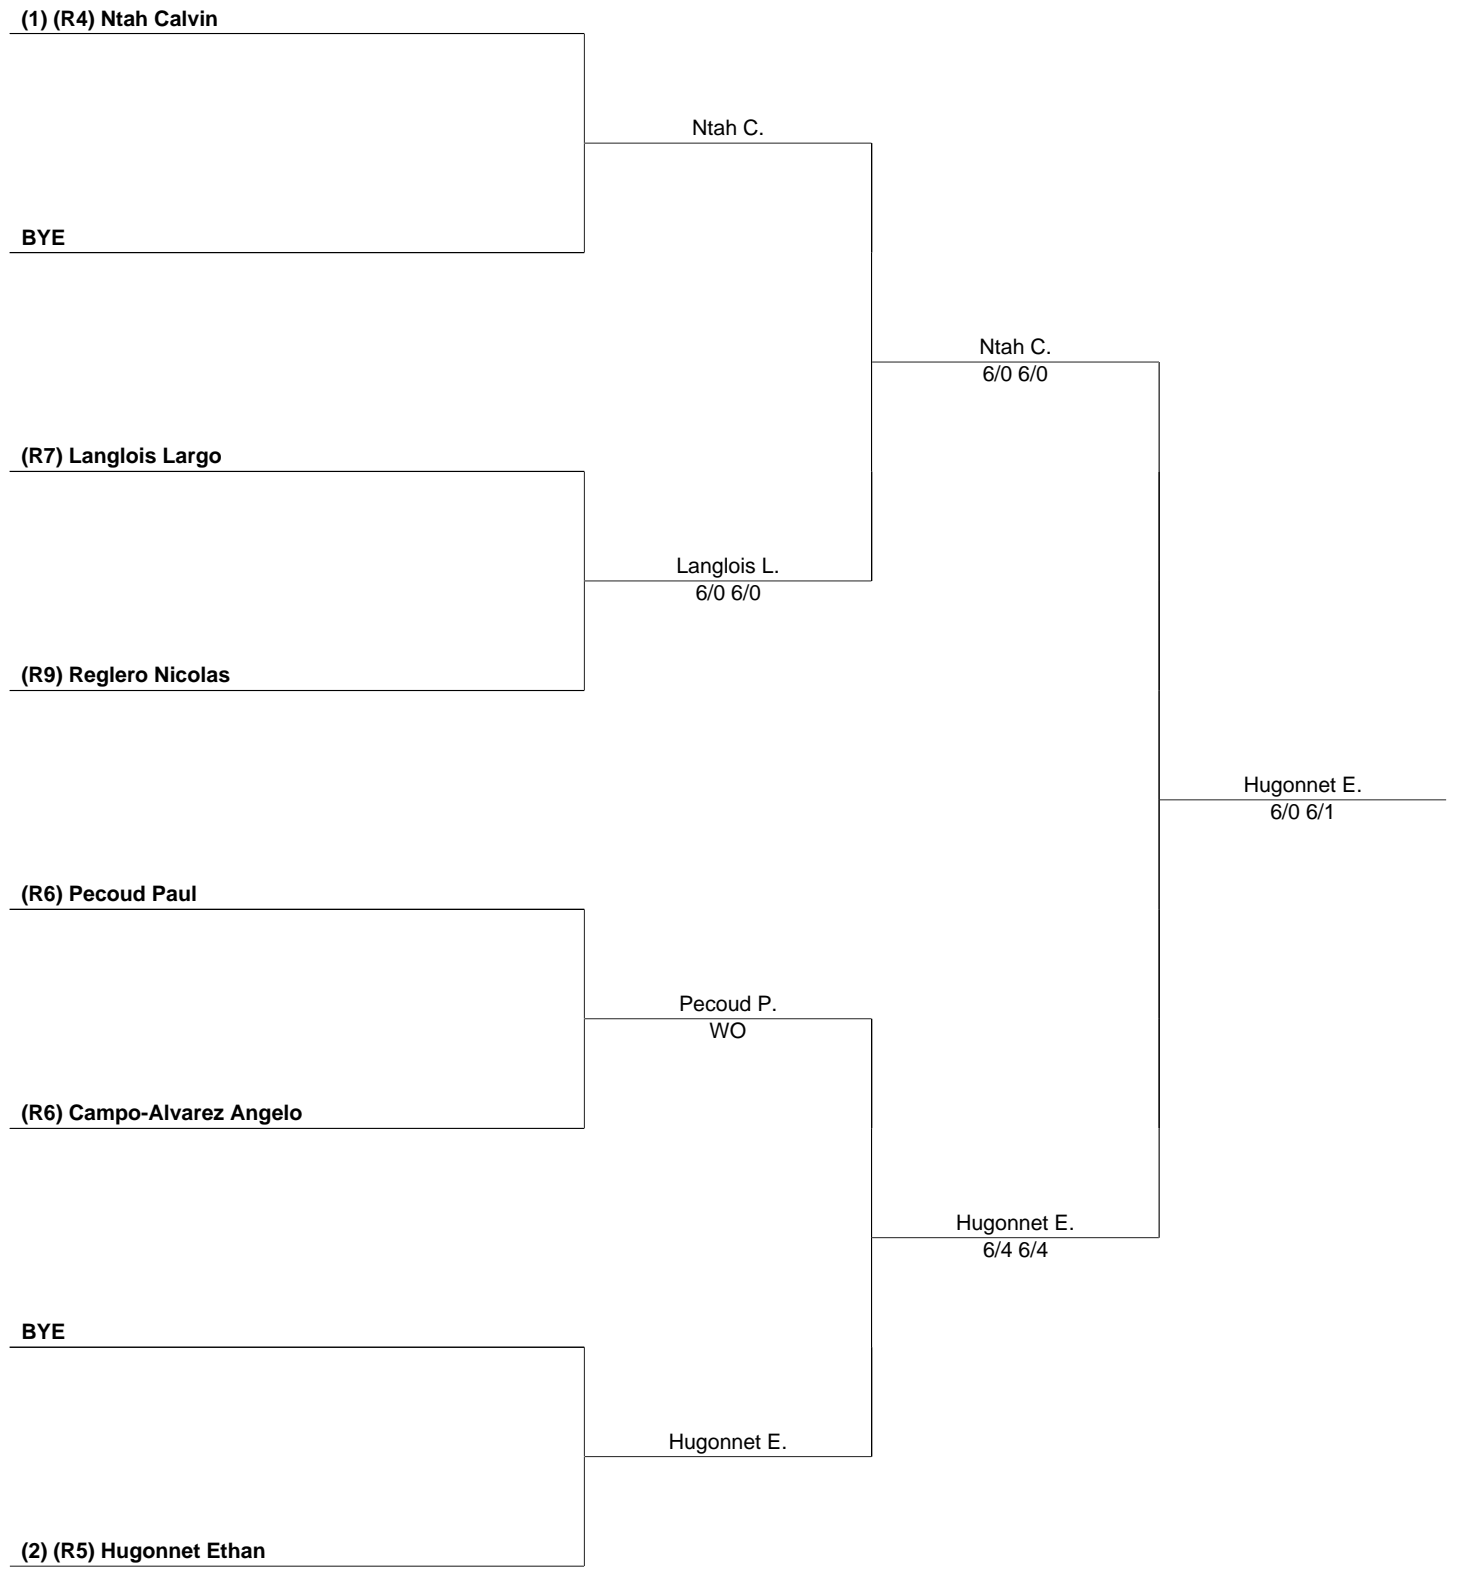 (1) (R4) Ntah Calvin
Ntah C.
BYE
Ntah C.
6/0 6/0
(R7) Langlois Largo
Langlois L.
6/0 6/0
(R9) Reglero Nicolas
Hugonnet E.
6/0 6/1
(R6) Pecoud Paul
Pecoud P.
WO
(R6) Campo-Alvarez Angelo
Hugonnet E.
6/4 6/4
BYE
Hugonnet E.
(2) (R5) Hugonnet Ethan